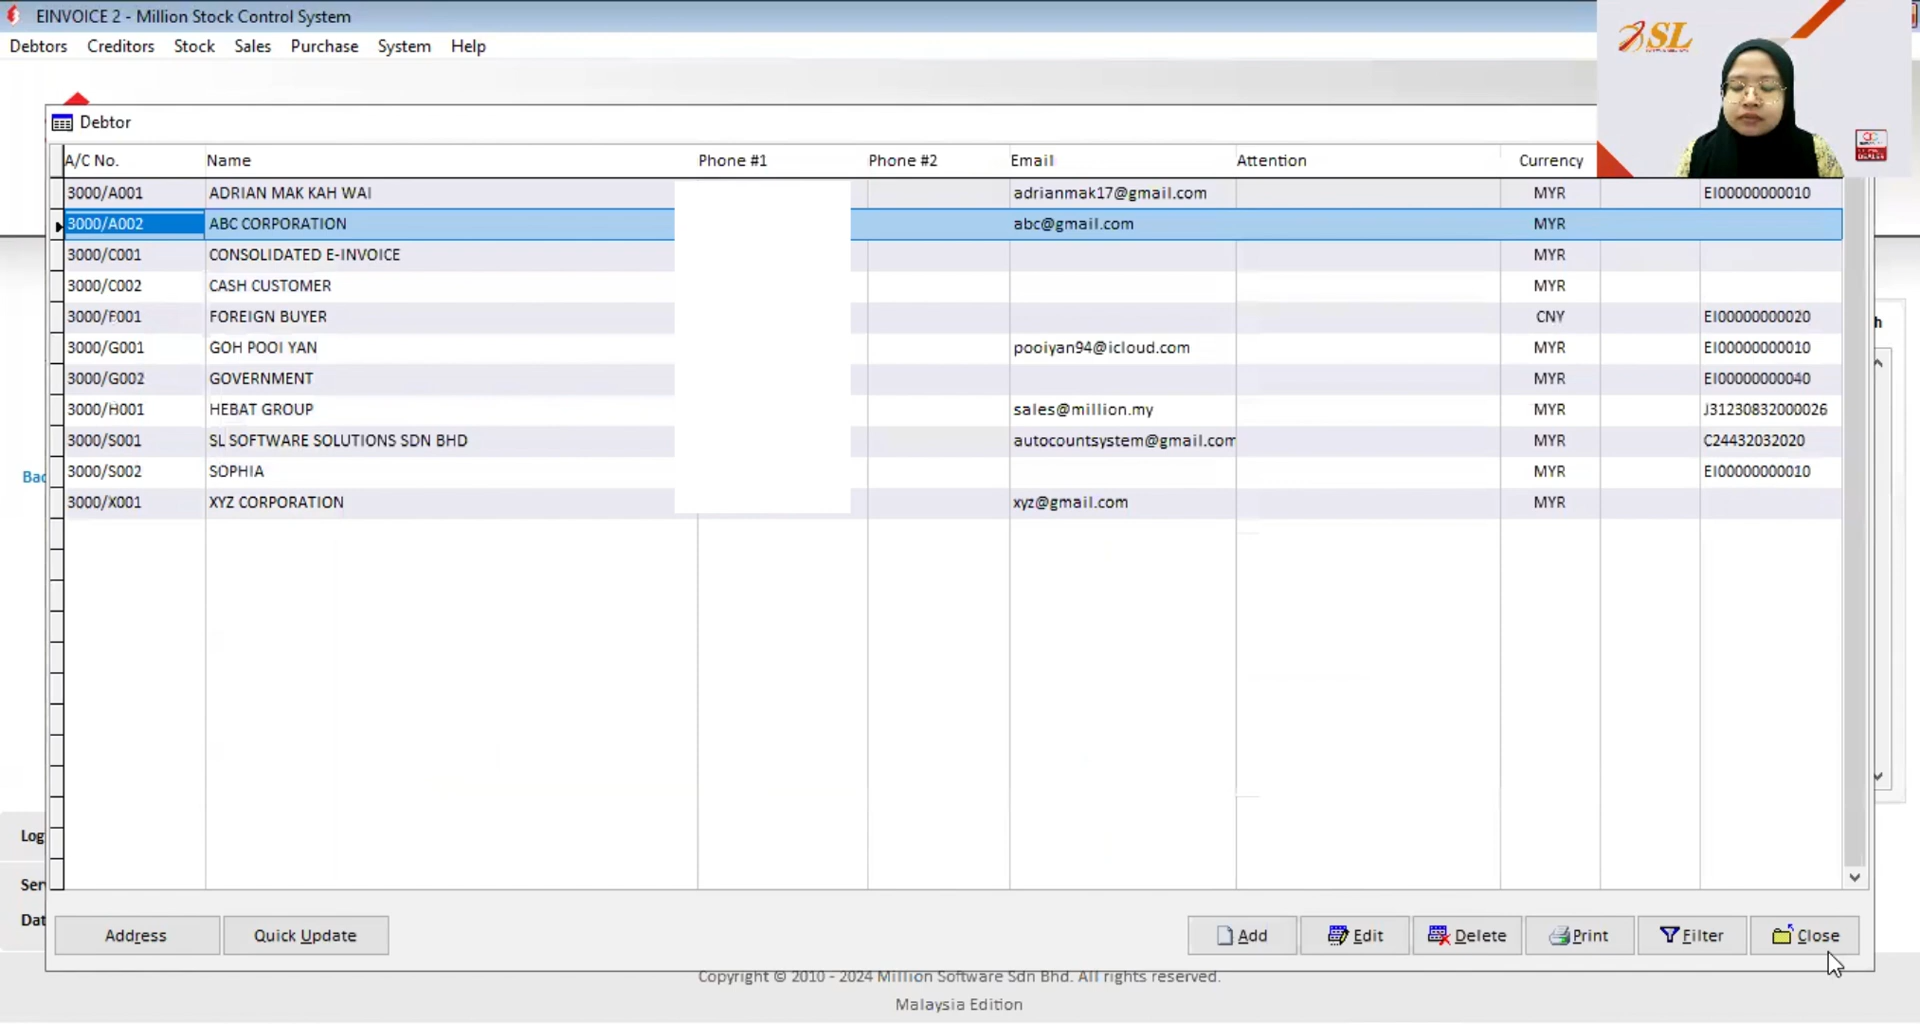 EINVOICE 2 - Million Stock Control System
Debtors Creditors Stock Sales Purchase System Help
SL
Debtor
A/C No. Name Phone #1 Phone #2 Email Attention Currency
3000/A001 ADRIAN MAK KAH WAI adrianmak17@gmail.com MYR EI00000000010
3000/A002 ABC CORPORATION abc@gmail.com MYR
3000/C001 CONSOLIDATED E-INVOICE MYR
3000/C002 CASH CUSTOMER MYR
3000/F001 FOREIGN BUYER CNY EI00000000020
3000/G001 GOH POOI YAN pooiyan94@icloud.com MYR EI00000000010
3000/G002 GOVERNMENT MYR EI00000000040
3000/H001 HEBAT GROUP sales@million.my MYR J31230832000026
3000/S001 SL SOFTWARE SOLUTIONS SDN BHD autocountsystem@gmail.com MYR C24432032020
3000/S002 SOPHIA MYR EI00000000010
3000/X001 XYZ CORPORATION xyz@gmail.com MYR
h
Bac
Log
Ser
Dat
Address Quick Update Add Edit Delete Print Filter Close
Copyright © 2010 - 2024 Million Software Sdn Bhd. All rights reserved.
Malaysia Edition